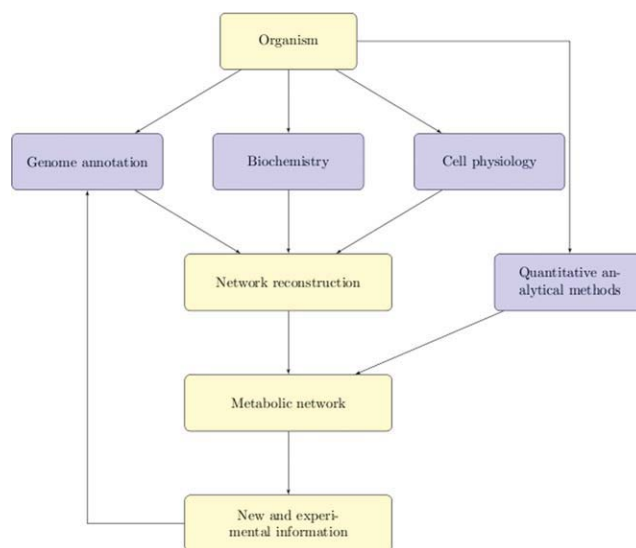 Organism
Genome annotation
Biochemistry
Cell physiology
Network reconstruction
Quantitative an-
alytical methods
Metabolic network
New and experi-
mental information